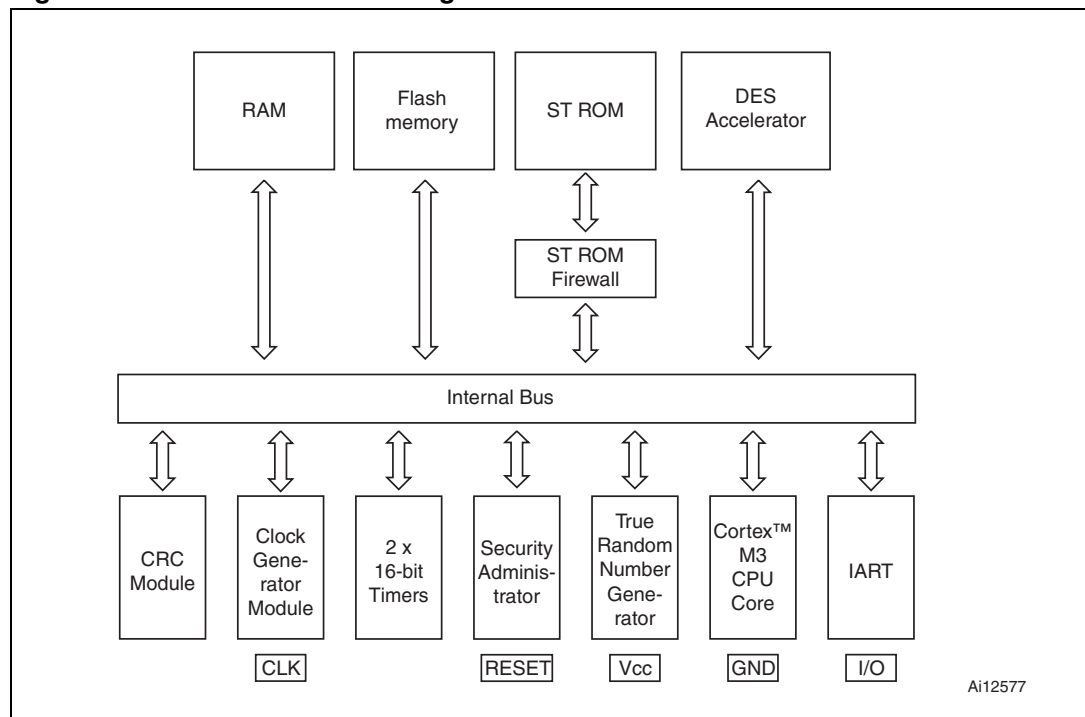 RAM
Flash
memory
ST ROM
DES
Accelerator
ST ROM
Firewall
Internal Bus
CRC
Module
Clock
Gene-
rator
Module
2 x
16-bit
Timers
Security
Adminis-
trator
True
Random
Number
Gene-
rator
Cortex™
M3
CPU
Core
IART
CLK
RESET
Vcc
GND
I/O
Ai12577